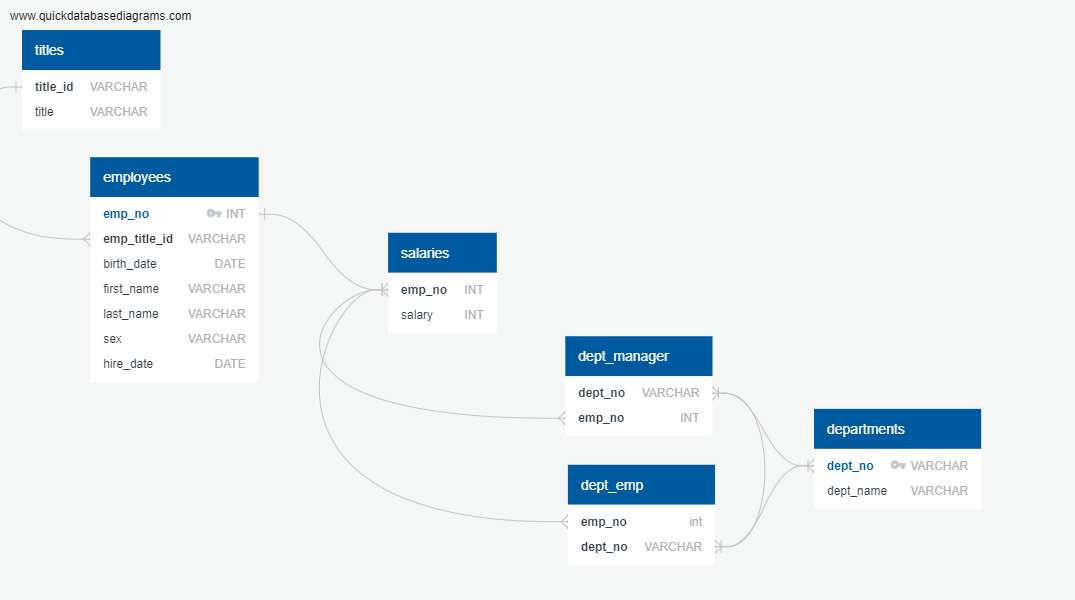 www.quickdatabasediagrams.com
titles
title_id VARCHAR
title VARCHAR
employees
emp_no INT
emp_title_id VARCHAR
birth_date DATE
first_name VARCHAR
last_name VARCHAR
sex VARCHAR
hire_date DATE
salaries
emp_no INT
salary INT
dept_manager
dept_no VARCHAR
emp_no INT
departments
dept_no VARCHAR
dept_name VARCHAR
dept_emp
emp_no int
dept_no VARCHAR